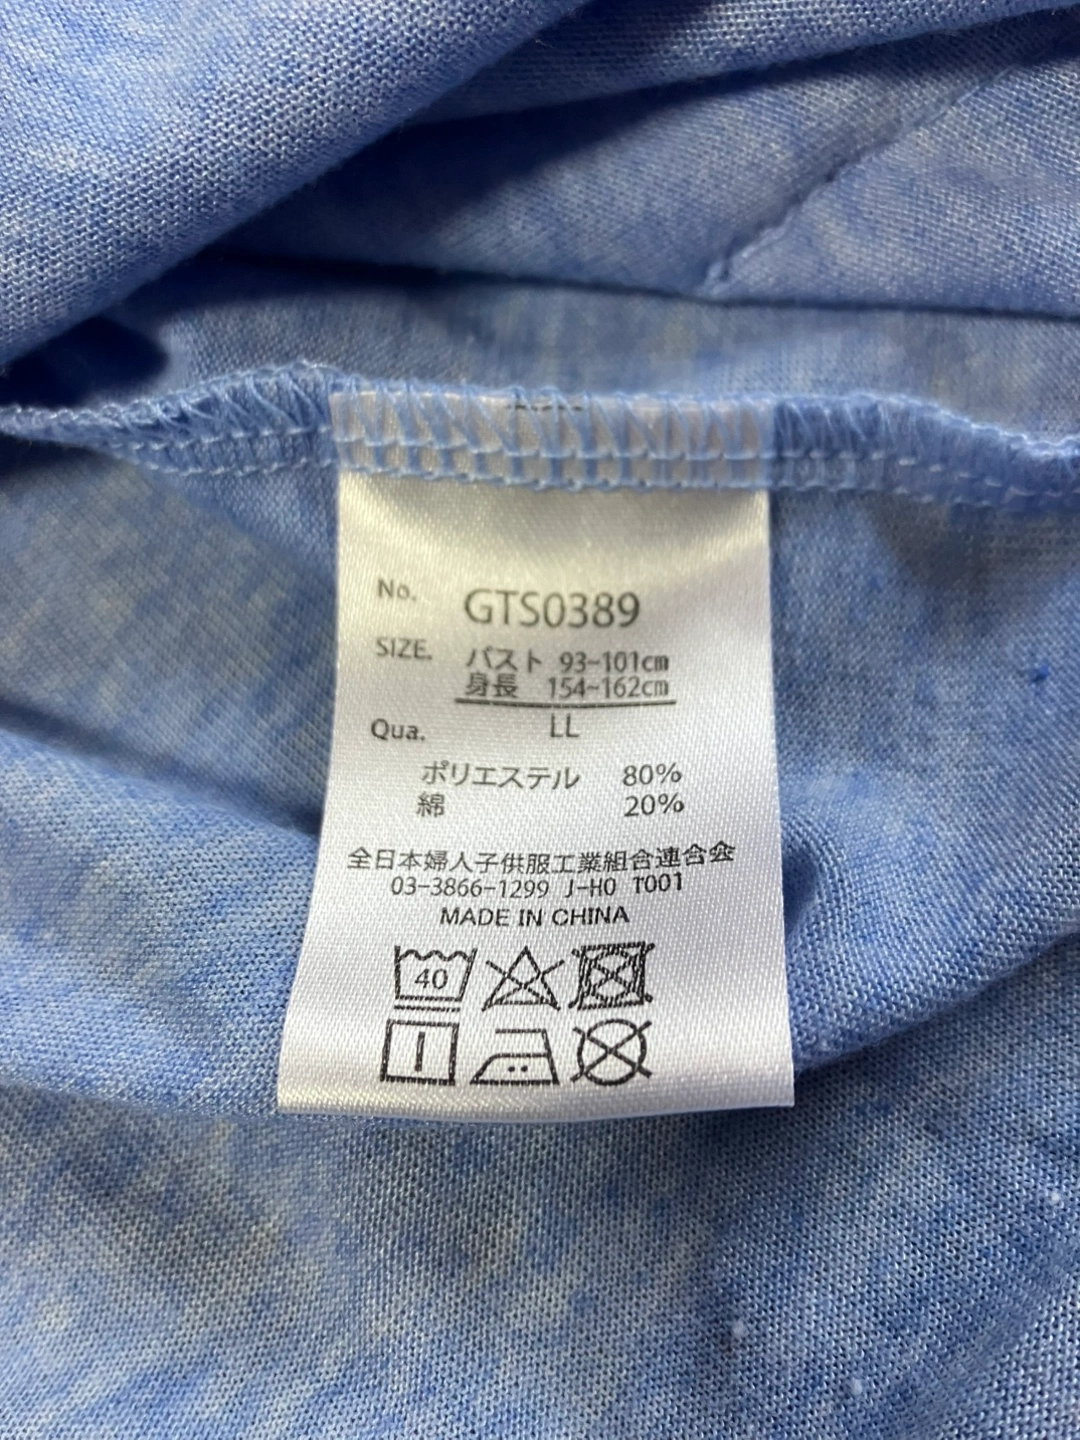 No. GTS0389
SIZE. バスト 93-101cm
身長 154~162cm
LL
Qua.
ポリエステル 80%
綿 20%
全日本婦人子供服工業組合連合会
03-3866-1299 J-HO T001
MADE IN CHINA
40